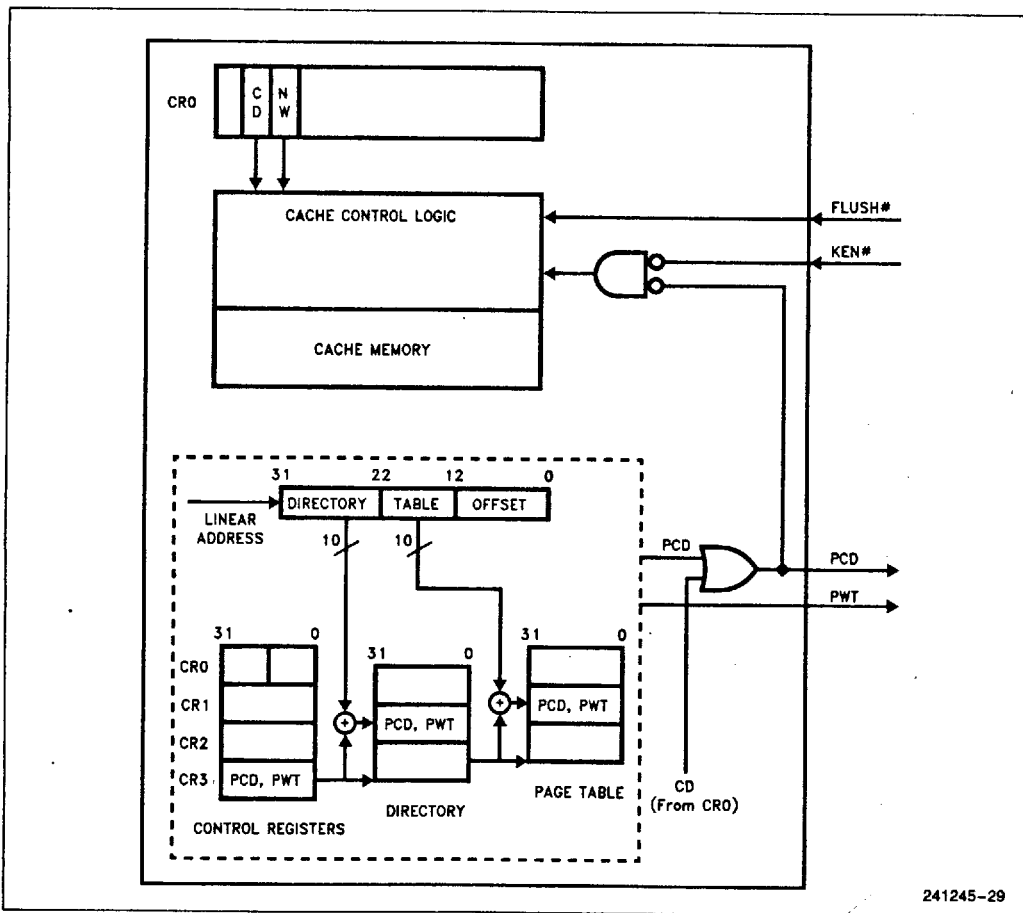 CR0
C
D
N
W
CACHE CONTROL LOGIC
FLUSH#
KEN#
CACHE MEMORY
31 22 12 0
DIRECTORY TABLE OFFSET
LINEAR
ADDRESS
10 10
PCD PCD
PWT
31 0
31 0
31 0
CR0
CR1
CR2
CR3
PCD, PWT
PCD, PWT
PCD, PWT
PAGE TABLE
DIRECTORY
CONTROL REGISTERS
CD
(From CR0)
241245-29